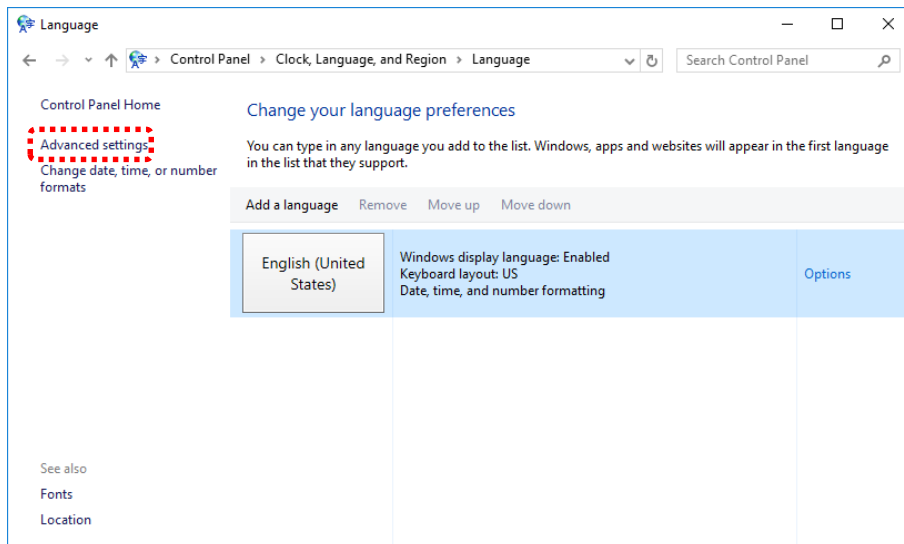 Language
Control Panel > Clock, Language, and Region > Language
Search Control Panel
Control Panel Home
Advanced settings
Change date, time, or number
formats
Change your language preferences
You can type in any language you add to the list. Windows, apps and websites will appear in the first language
in the list that they support.
Add a language Remove Move up Move down
English (United
States)
Windows display language: Enabled
Keyboard layout: US
Date, time, and number formatting
Options
See also
Fonts
Location